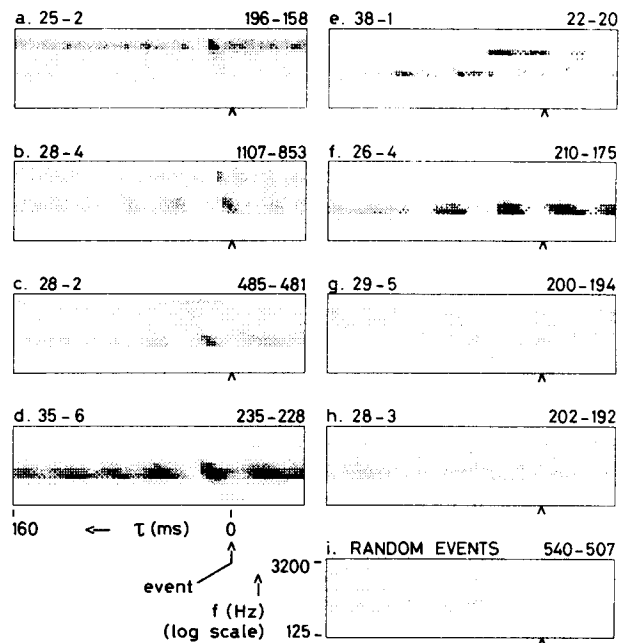 a. 25-2 196-158
e. 38-1 22-20
b. 28-4 1107-853
f. 26-4 210-175
c. 28-2 485-481
g. 29-5 200-194
d. 35-6 235-228
h. 28-3 202-192
160 ← τ (ms) 0
event
i. RANDOM EVENTS 540-507
3200
f (Hz)
(log scale)
125